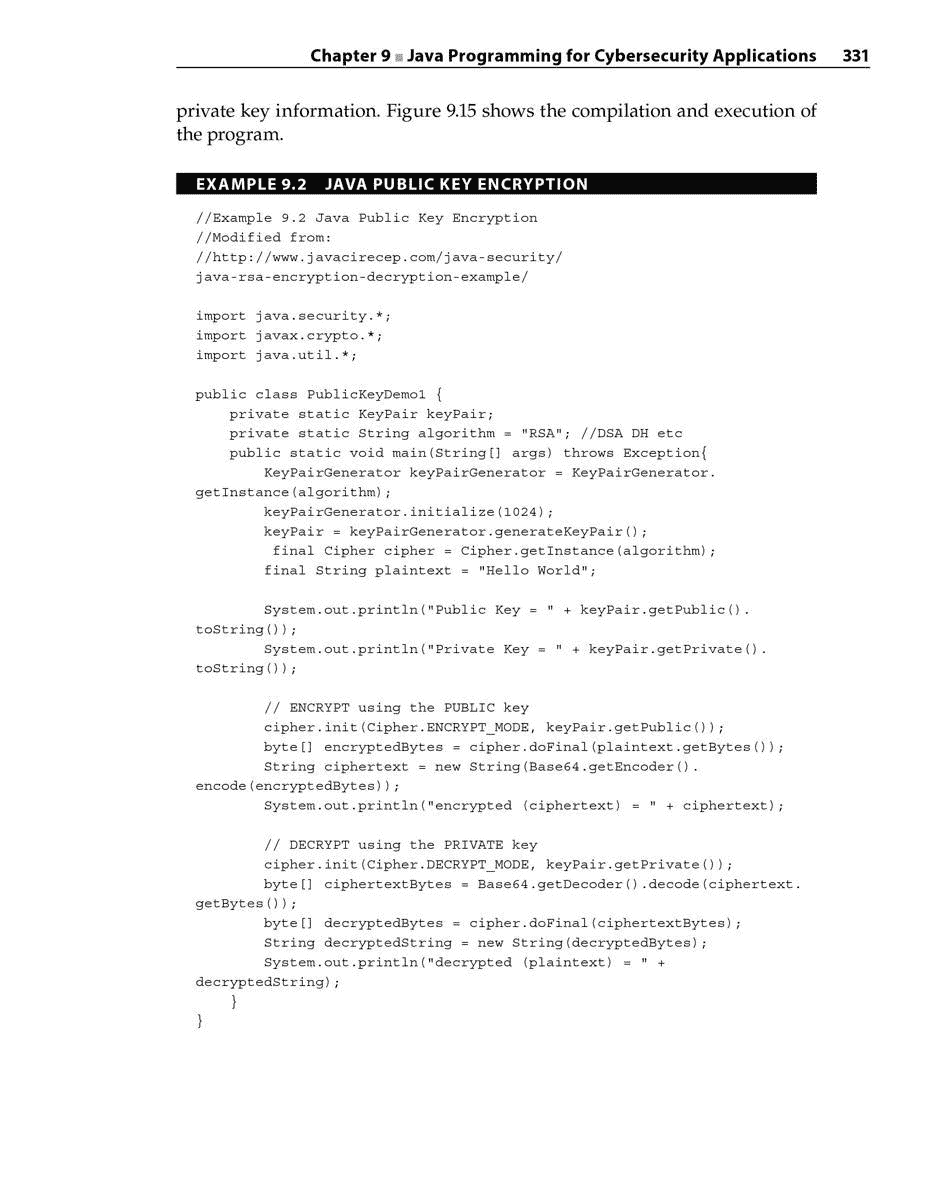 Chapter 9 ■ Java Programming for Cybersecurity Applications 331
private key information. Figure 9.15 shows the compilation and execution of
the program.
EXAMPLE 9.2 JAVA PUBLIC KEY ENCRYPTION
//Example 9.2 Java Public Key Encryption
//Modified from:
//http://www.javacirecep.com/java-security/
java-rsa-encryption-decryption-example/
import java.security.*;
import javax.crypto.*;
import java.util.*;
public class PublicKeyDemo1 {
    private static KeyPair keyPair;
    private static String algorithm = "RSA"; //DSA DH etc
    public static void main(String[] args) throws Exception{
        KeyPairGenerator keyPairGenerator = KeyPairGenerator.
getInstance(algorithm);
        keyPairGenerator.initialize(1024);
        keyPair = keyPairGenerator.generateKeyPair();
         final Cipher cipher = Cipher.getInstance(algorithm);
        final String plaintext = "Hello World";
        System.out.println("Public Key = " + keyPair.getPublic().
toString());
        System.out.println("Private Key = " + keyPair.getPrivate().
toString());
        // ENCRYPT using the PUBLIC key
        cipher.init(Cipher.ENCRYPT_MODE, keyPair.getPublic());
        byte[] encryptedBytes = cipher.doFinal(plaintext.getBytes());
        String ciphertext = new String(Base64.getEncoder().
encode(encryptedBytes));
        System.out.println("encrypted (ciphertext) = " + ciphertext);
        // DECRYPT using the PRIVATE key
        cipher.init(Cipher.DECRYPT_MODE, keyPair.getPrivate());
        byte[] ciphertextBytes = Base64.getDecoder().decode(ciphertext.
getBytes());
        byte[] decryptedBytes = cipher.doFinal(ciphertextBytes);
        String decryptedString = new String(decryptedBytes);
        System.out.println("decrypted (plaintext) = " +
decryptedString);
    }
}